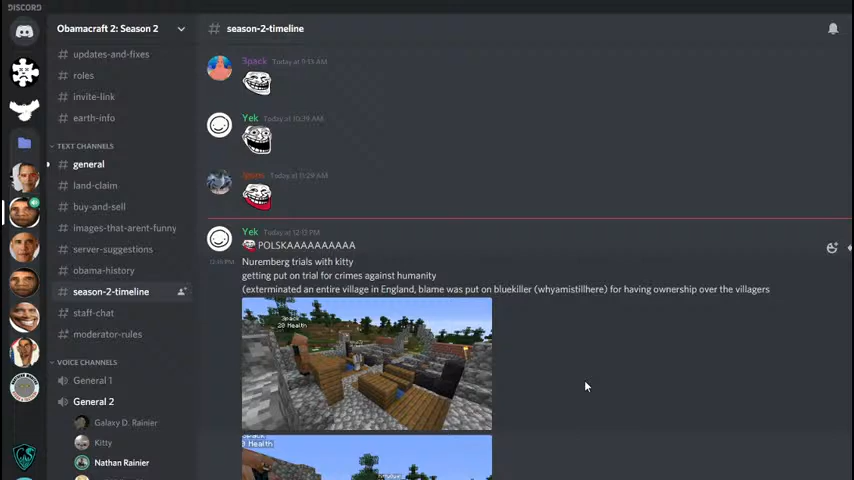 DISCORD
Obamacraft 2: Season 2
# season-2-timeline
# updates-and-fixes
# roles
# invite-link
# earth-info
TEXT CHANNELS
# general
# land-claim
# buy-and-sell
# images-that-arent-funny
# server-suggestions
# obama-history
# season-2-timeline
# staff-chat
# moderator-rules
VOICE CHANNELS
General 1
General 2
Galaxy D. Rainier
Kitty
Nathan Rainier
3pack Today at 9:13 AM
Yek Today at 10:39 AM
Today at 11:29 AM
Yek Today at 12:13 PM
POLSKAAAAAAAAAA
Nuremberg trials with kitty
getting put on trial for crimes against humanity
(exterminated an entire village in England, blame was put on bluekiller (whyamistillhere) for having ownership over the villagers
3pack
20 Health
3pack
Health